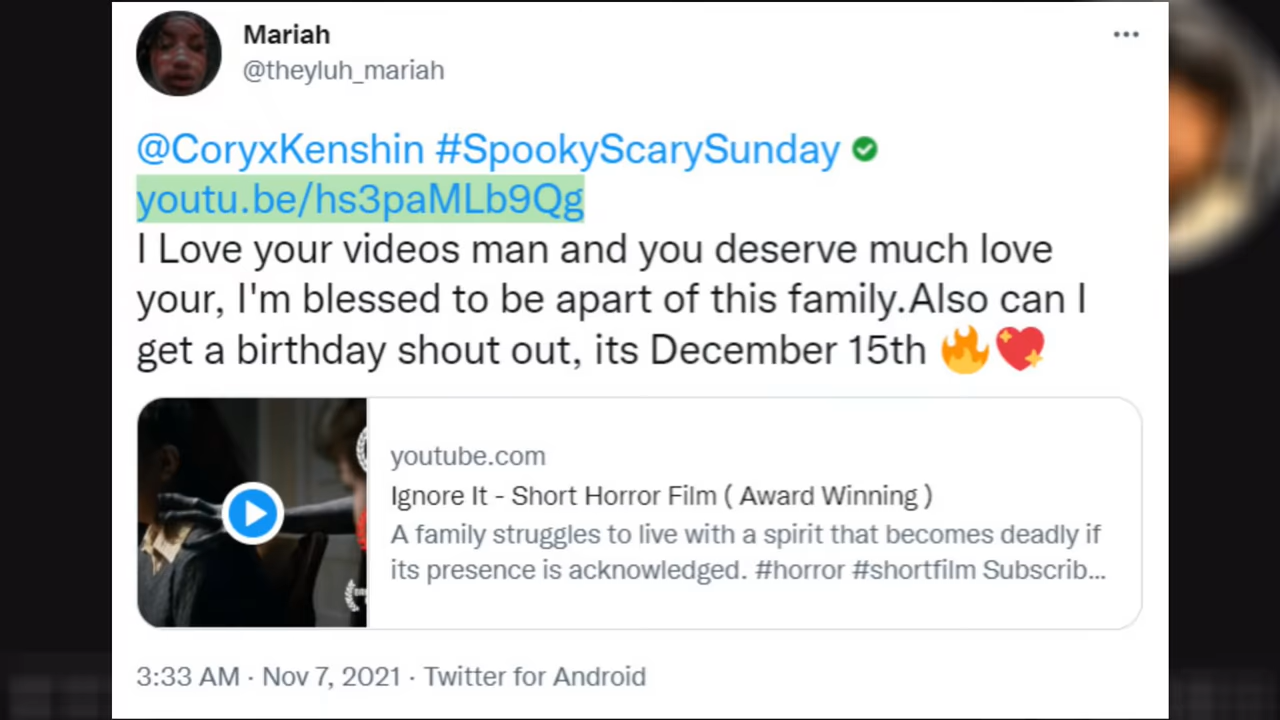 Mariah
@theyluh_mariah
@CoryxKenshin #SpookyScarySunday
youtu.be/hs3paMLb9Qg
I Love your videos man and you deserve much love
your, I'm blessed to be apart of this family.Also can I
get a birthday shout out, its December 15th 🔥💖
youtube.com
Ignore It - Short Horror Film ( Award Winning )
A family struggles to live with a spirit that becomes deadly if
its presence is acknowledged. #horror #shortfilm Subscrib...
3:33 AM · Nov 7, 2021 · Twitter for Android